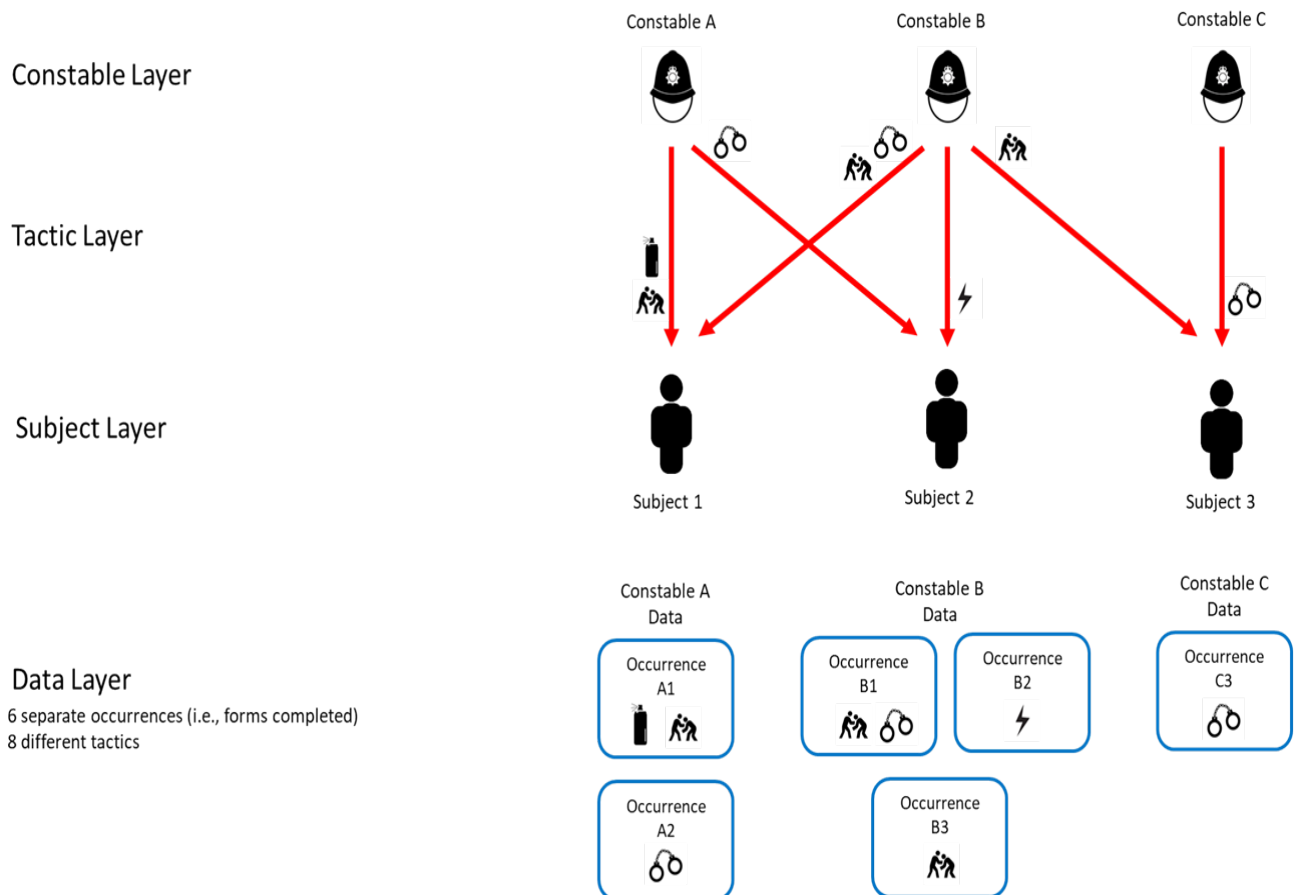 Constable A
Constable B
Constable C
Constable Layer
Tactic Layer
Subject Layer
Subject 1
Subject 2
Subject 3
Constable A
Data
Constable B
Data
Constable C
Data
Data Layer
6 separate occurrences (i.e., forms completed)
8 different tactics
Occurrence
A1
Occurrence
B1
Occurrence
B2
Occurrence
C3
Occurrence
A2
Occurrence
B3